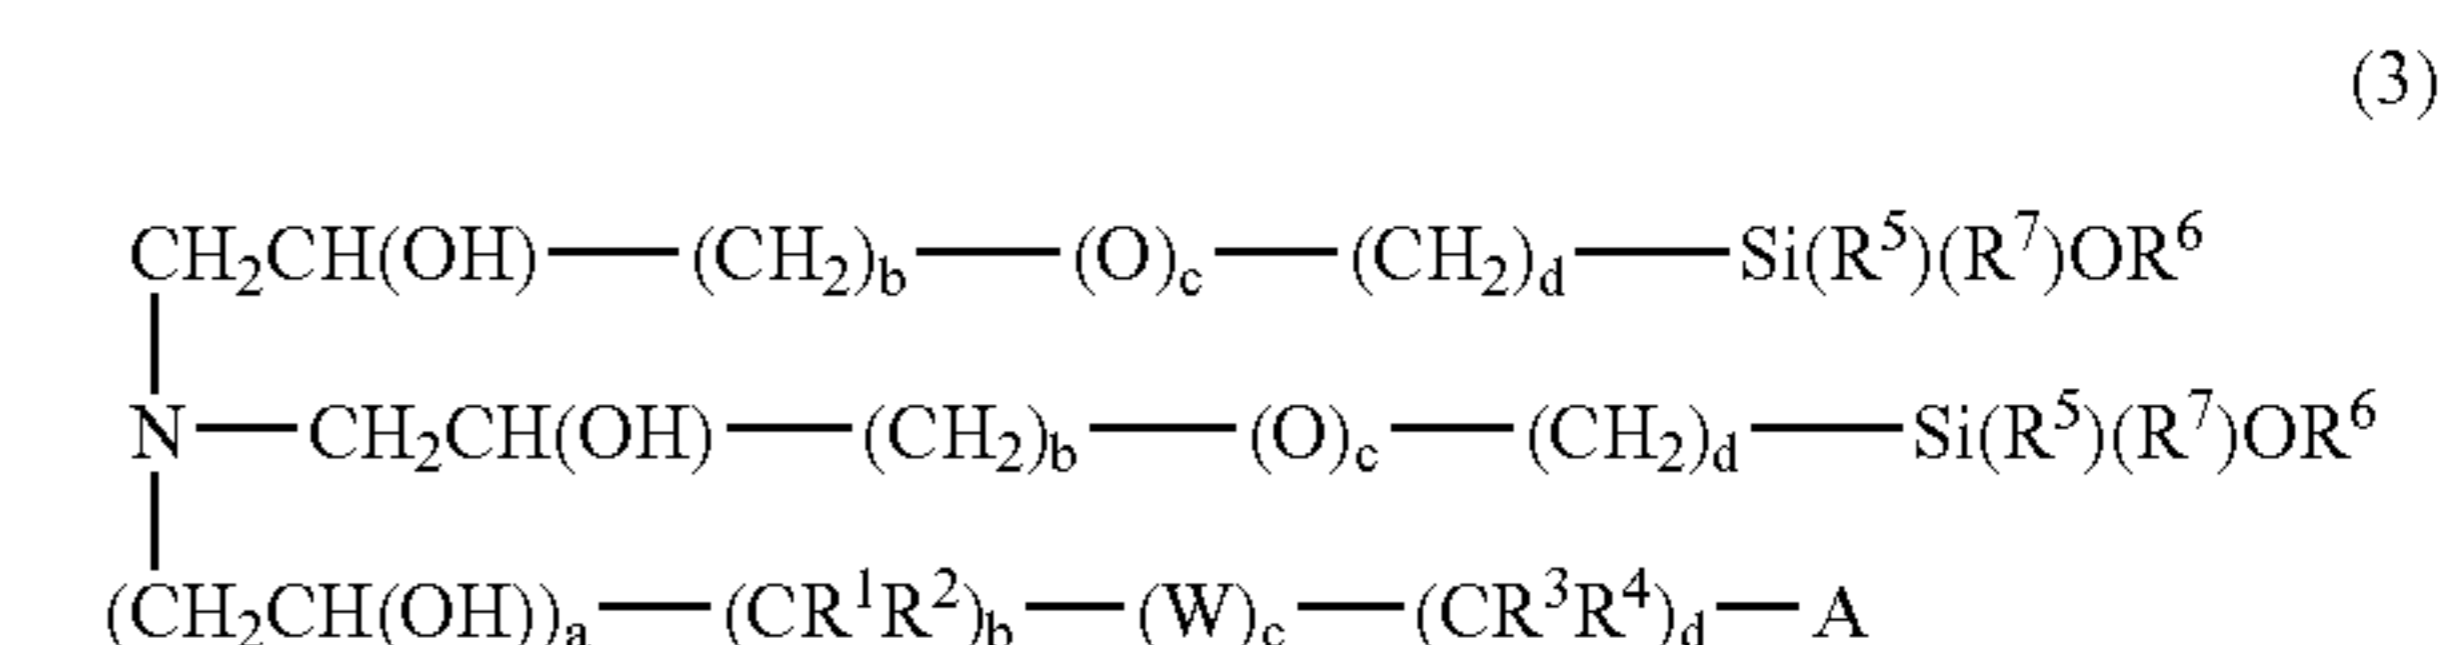 (3)
CH₂CH(OH)—(CH₂)b—(O)c—(CH₂)d—Si(R⁵)(R⁷)OR⁶
N—CH₂CH(OH)—(CH₂)b—(O)c—(CH₂)d—Si(R⁵)(R⁷)OR⁶
(CH₂CH(OH))a—(CR¹R²)b—(W)c—(CR³R⁴)d—A